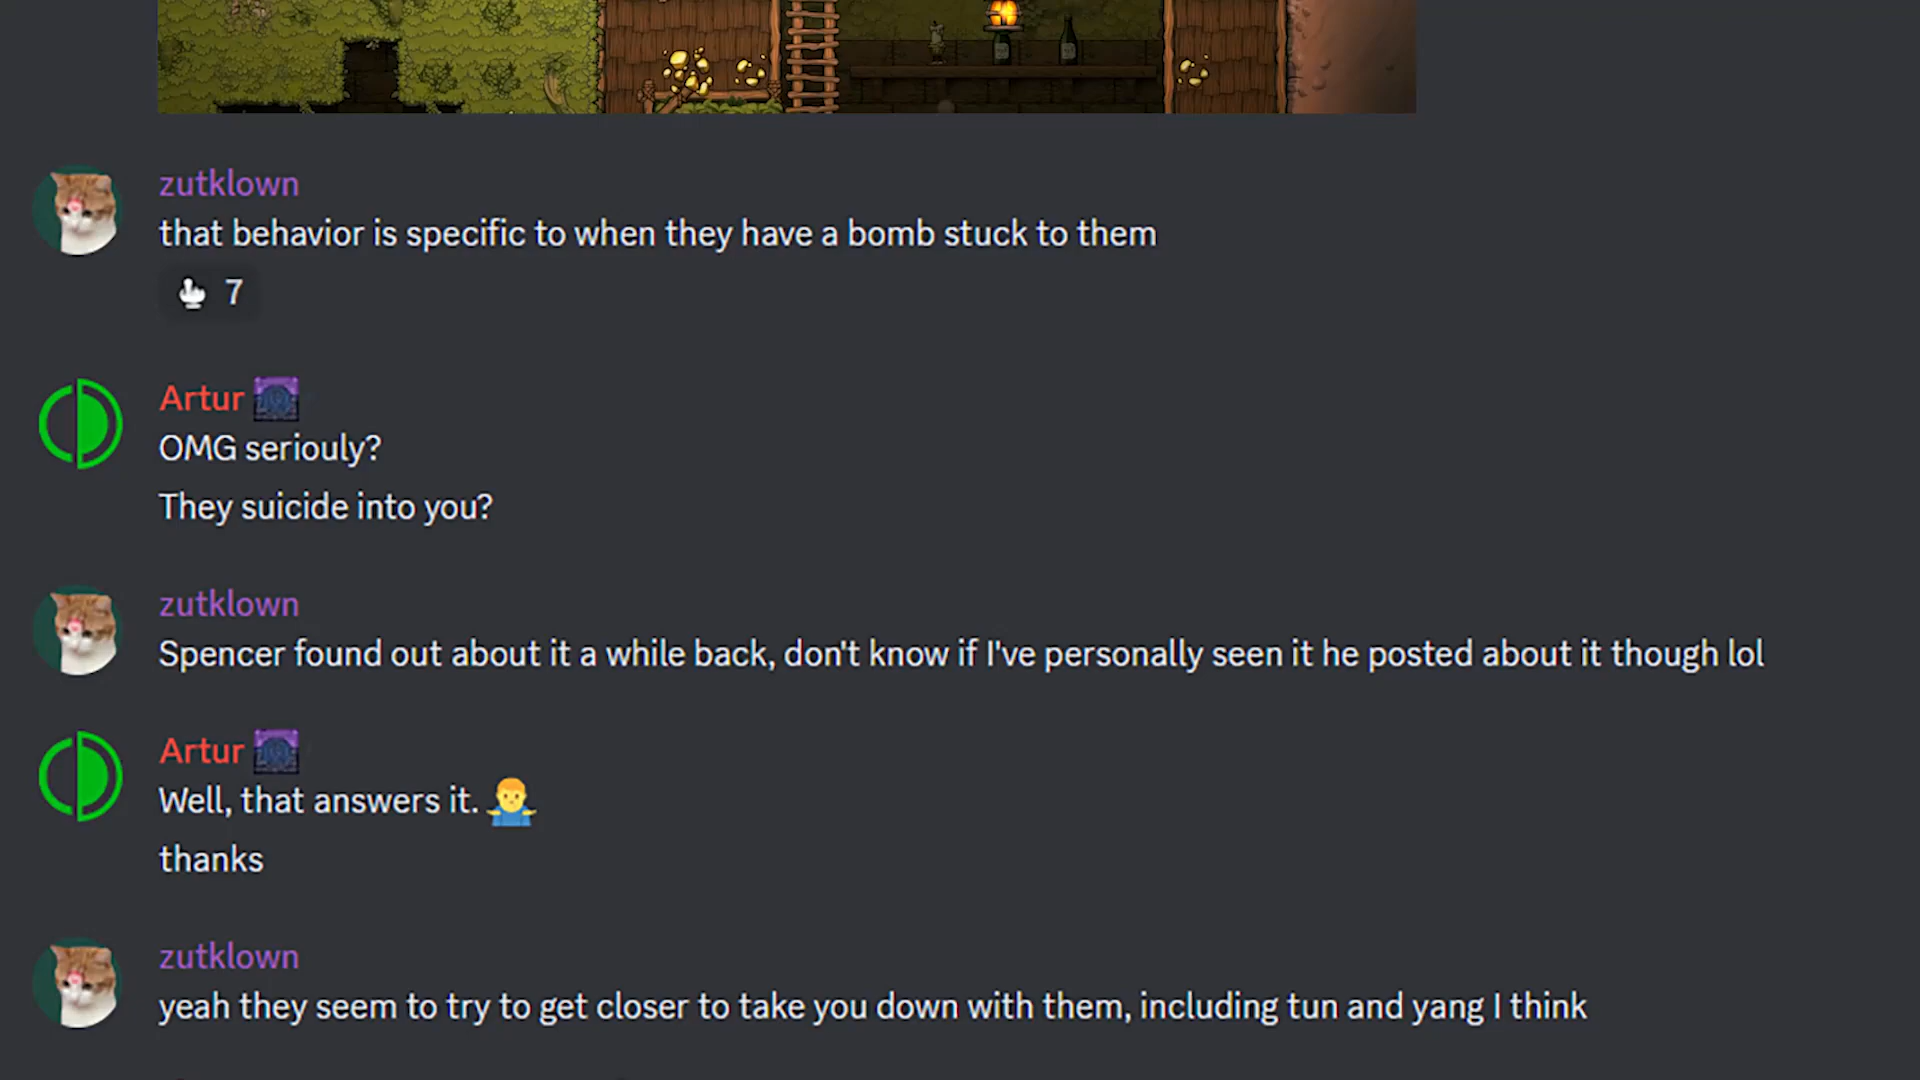 zutklown
that behavior is specific to when they have a bomb stuck to them
7
Artur
OMG seriouly?
They suicide into you?
zutklown
Spencer found out about it a while back, don't know if I've personally seen it he posted about it though lol
Artur
Well, that answers it.
thanks
zutklown
yeah they seem to try to get closer to take you down with them, including tun and yang I think